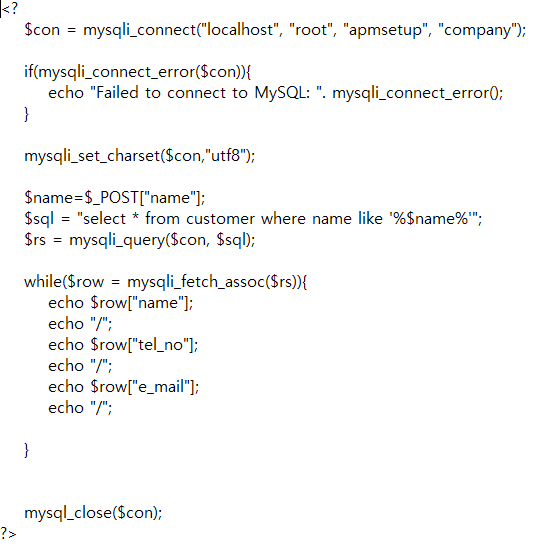 <?
$con = mysqli_connect("localhost", "root", "apmsetup", "company");
if(mysqli_connect_error($con)){
echo "Failed to connect to MySQL: ". mysqli_connect_error();
}
mysqli_set_charset($con,"utf8");
$name=$_POST["name"];
$sql = "select * from customer where name like '%$name%'";
$rs = mysqli_query($con, $sql);
while($row = mysqli_fetch_assoc($rs)){
echo $row["name"];
echo "/";
echo $row["tel_no"];
echo "/";
echo $row["e_mail"];
echo "/";
}
mysql_close($con);
?>